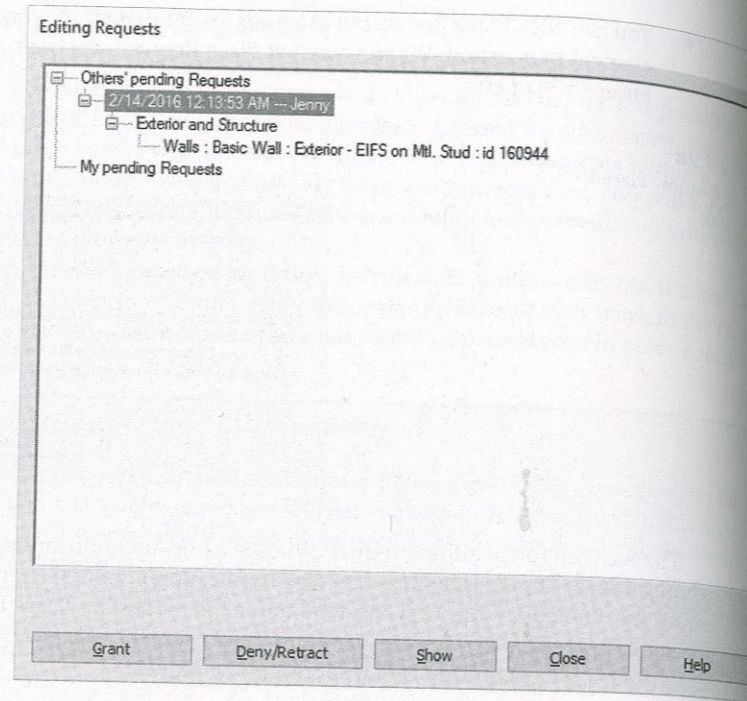 Editing Requests
Others' pending Requests
2/14/2016 12:13:53 AM --- Jenny
Exterior and Structure
Walls : Basic Wall : Exterior - EIFS on Mtl. Stud : id 160944
My pending Requests
Grant
Deny/Retract
Show
Close
Help